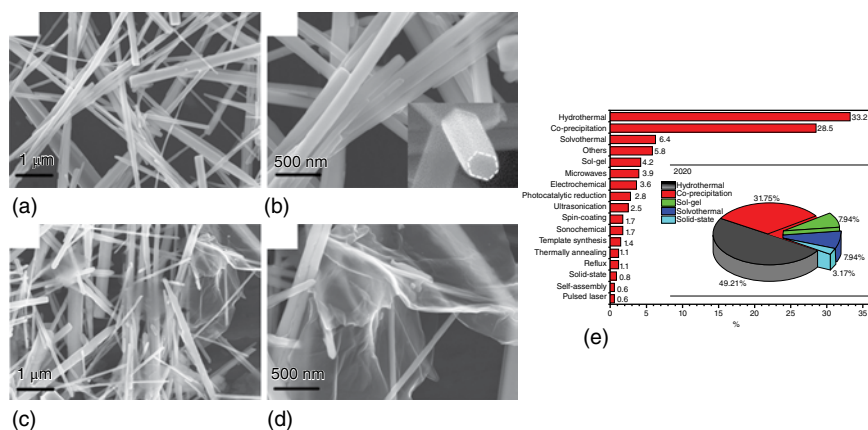 1 μm
500 nm
(a)
(b)
1 μm
500 nm
(c)
(d)
Hydrothermal
33.2
Co-precipitation
28.5
Solvothermal
6.4
Others
5.8
Sol-gel
4.2
Microwaves
3.9
Electrochemical
3.6
Photocatalytic reduction
2.8
Ultrasonication
2.5
Spin-coating
1.7
Sonochemical
1.7
Template synthesis
1.4
Thermally annealing
1.1
Reflux
1.1
Solid-state
0.8
Self-assembly
0.6
Pulsed laser
0.6
0 5 10 15 20 25 30 35
%
2020
Hydrothermal
Co-precipitation
Sol-gel
Solvothermal
Solid-state
31.75%
7.94%
7.94%
3.17%
49.21%
(e)